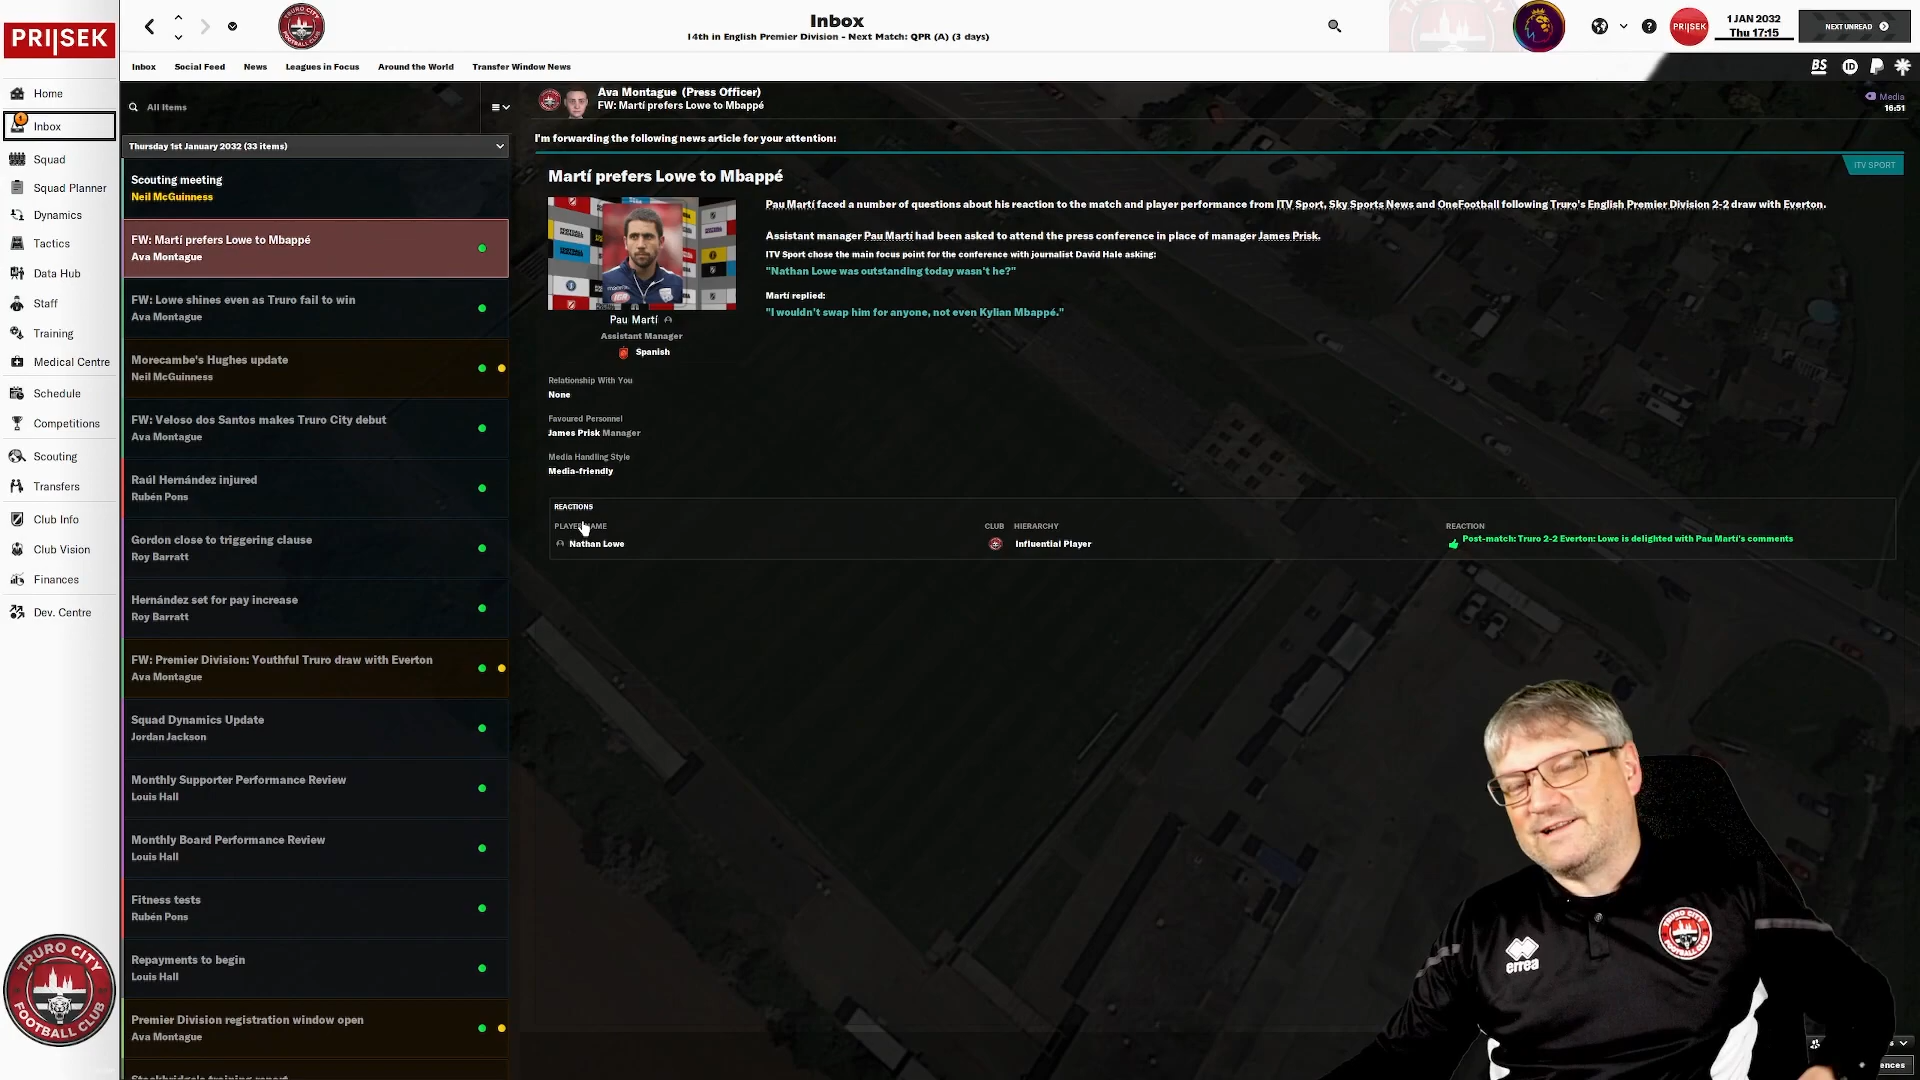 PRIISEK
Inbox
14th in English Premier Division - Next Match: QPR (A) (3 days)
PRIISEK
1 JAN 2032
Thu 17:15
NEXT UNREAD
Inbox
Social Feed
News
Leagues in Focus
Around the World
Transfer Window News
BS
ID
Home
Inbox
Squad
Squad Planner
Dynamics
Tactics
Data Hub
Staff
Training
Medical Centre
Schedule
Competitions
Scouting
Transfers
Club Info
Club Vision
Finances
Dev. Centre
TRURO CITY
FOOTBALL CLUB
All Items
Thursday 1st January 2032 (33 items)
Scouting meeting
Neil McGuinness
FW: Martí prefers Lowe to Mbappé
Ava Montague
FW: Lowe shines even as Truro fail to win
Ava Montague
Morecambe's Hughes update
Neil McGuinness
FW: Veloso dos Santos makes Truro City debut
Ava Montague
Raúl Hernández injured
Rubén Pons
Gordon close to triggering clause
Roy Barratt
Hernández set for pay increase
Roy Barratt
FW: Premier Division: Youthful Truro draw with Everton
Ava Montague
Squad Dynamics Update
Jordan Jackson
Monthly Supporter Performance Review
Louis Hall
Monthly Board Performance Review
Louis Hall
Fitness tests
Rubén Pons
Repayments to begin
Louis Hall
Premier Division registration window open
Ava Montague
Ava Montague (Press Officer)
FW: Martí prefers Lowe to Mbappé
Media
16:51
I'm forwarding the following news article for your attention:
ITV SPORT
Martí prefers Lowe to Mbappé
Pau Martí faced a number of questions about his reaction to the match and player performance from ITV Sport, Sky Sports News and OneFootball following Truro's English Premier Division 2-2 draw with Everton.
Assistant manager Pau Martí had been asked to attend the press conference in place of manager James Prisk.
ITV Sport chose the main focus point for the conference with journalist David Hale asking:
"Nathan Lowe was outstanding today wasn't he?"
Martí replied:
"I wouldn't swap him for anyone, not even Kylian Mbappé."
Pau Martí
Assistant Manager
Spanish
Relationship With You
None
Favoured Personnel
James Prisk Manager
Media Handling Style
Media-friendly
REACTIONS
PLAYER NAME
CLUB
HIERARCHY
REACTION
Nathan Lowe
Influential Player
Post-match: Truro 2-2 Everton: Lowe is delighted with Pau Martí's comments
errea
TRURO CITY
ences